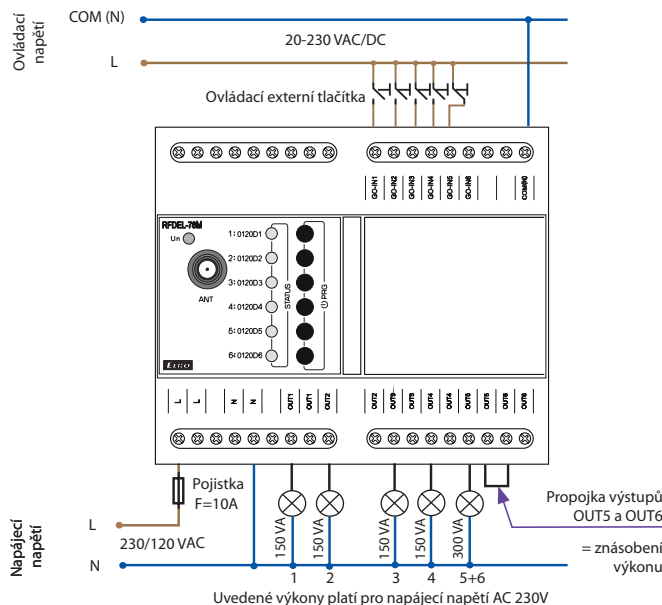 Ovládací
napětí
COM (N)
20-230 VAC/DC
L
Ovládací externí tlačítka
GO-IN1
GO-IN2
GO-IN3
GO-IN4
GO-IN5
GO-IN6
COM(N)
RFDEL-76M
Un
ANT
1: 0120D1
2: 0120D2
3: 0120D3
4: 0120D4
5: 0120D5
6: 0120D6
STATUS
PRG
ELKO
L
L
N
N
OUT1
OUT1
OUT2
OUT2
OUT3
OUT3
OUT4
OUT4
OUT5
OUT5
OUT6
OUT6
Pojistka
F=10A
150 VA
150 VA
150 VA
150 VA
300 VA
Propojka výstupů
OUT5 a OUT6
= znásobení
výkonu
Napájecí
napětí
L
230/120 VAC
N
1
2
3
4
5+6
Uvedené výkony platí pro napájecí napětí AC 230V